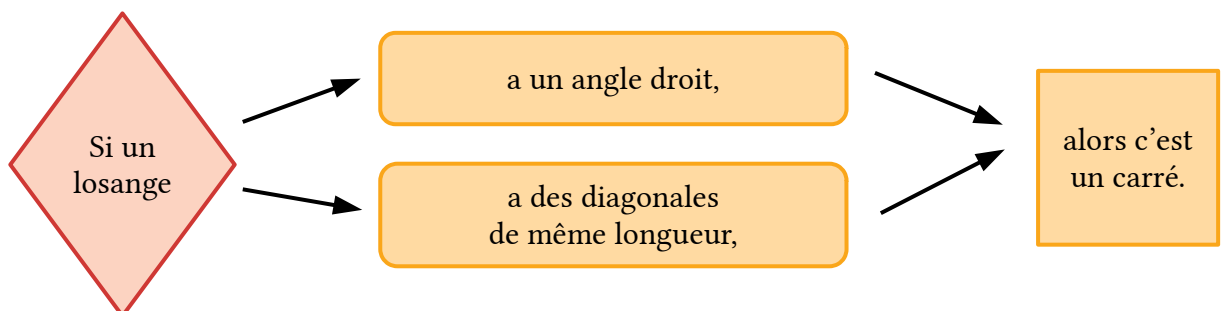 Si un
losange
a un angle droit,
a des diagonales
de même longueur,
alors c’est
un carré.